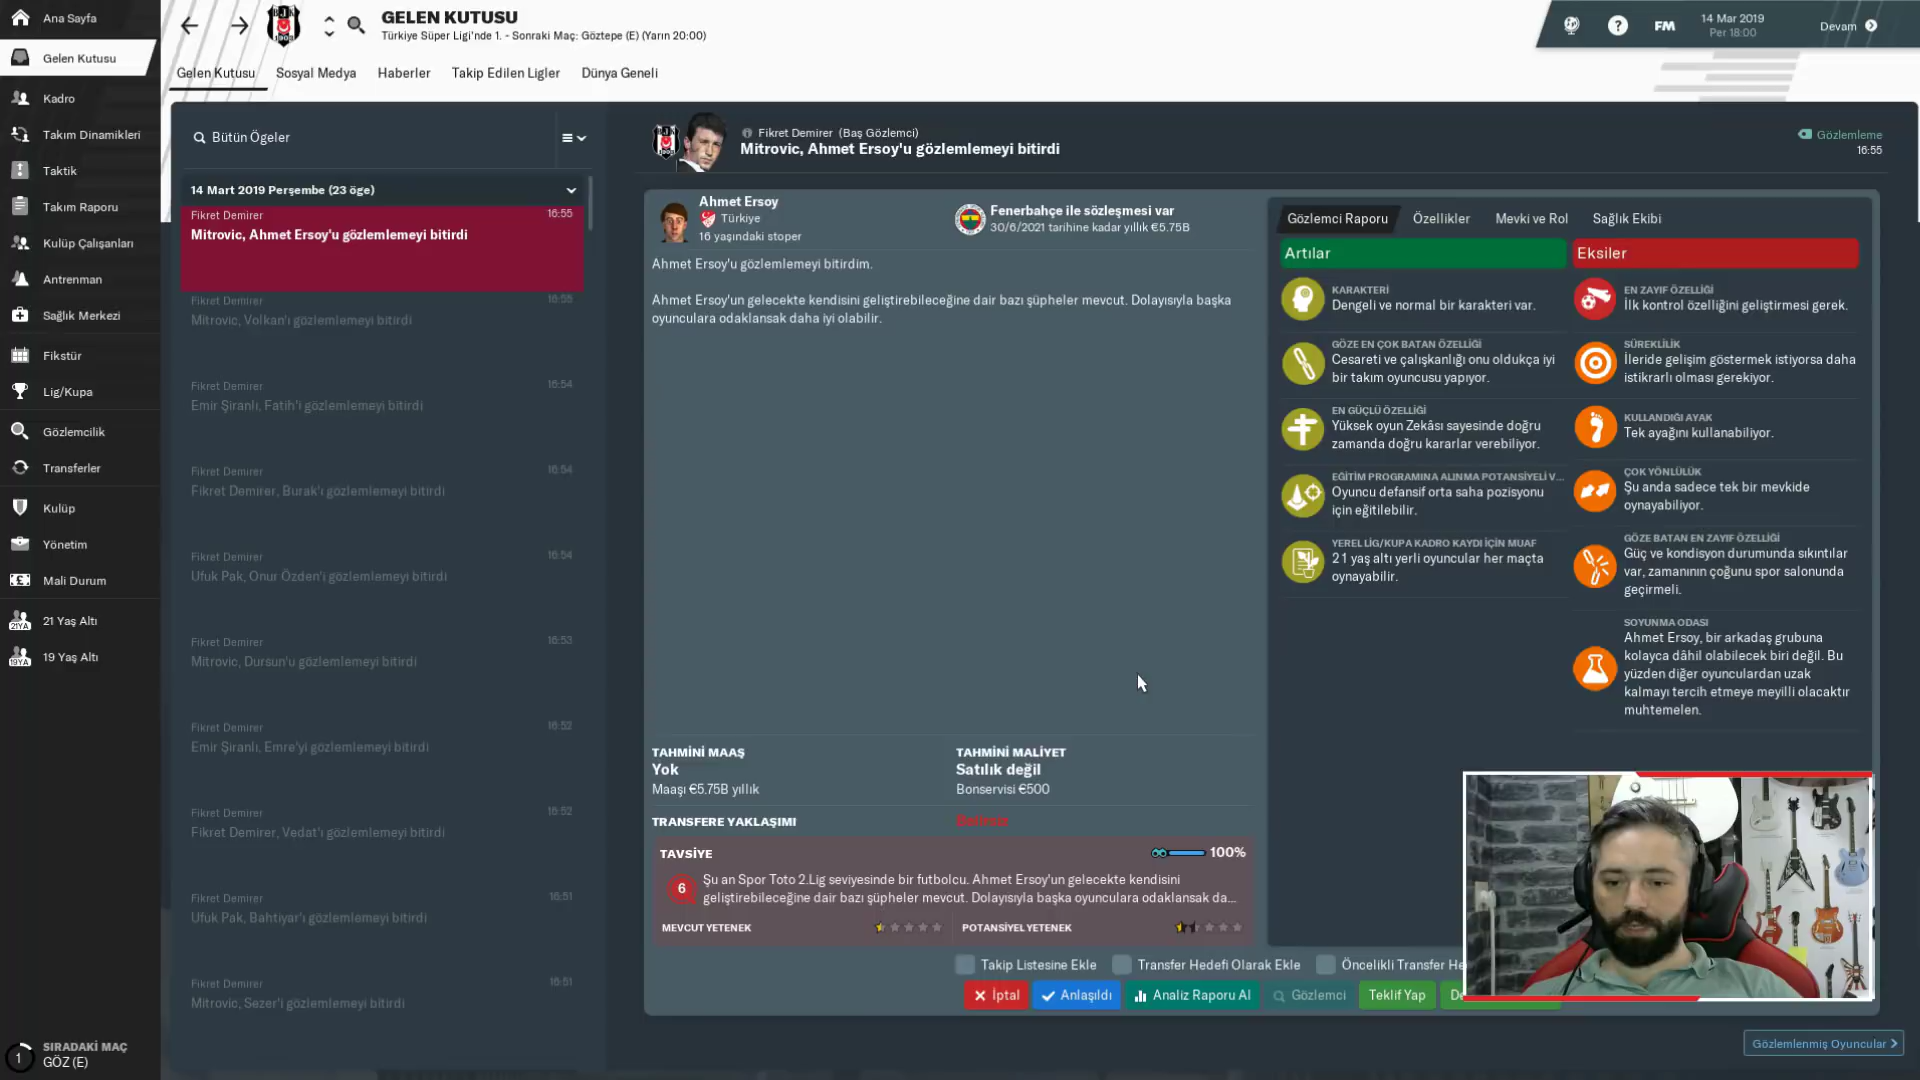 Ana Sayfa
Gelen Kutusu
Kadro
Takım Dinamikleri
Taktik
Takım Raporu
Kulüp Çalışanları
Antrenman
Sağlık Merkezi
Fikstür
Lig/Kupa
Gözlemcilik
Transferler
Kulüp
Yönetim
Mali Durum
21YA
21 Yaş Altı
19YA
19 Yaş Altı
1
SIRADAKİ MAÇ
GÖZ (E)
GELEN KUTUSU
Türkiye Süper Ligi'nde 1. - Sonraki Maç: Göztepe (E) (Yarın 20:00)
FM
14 Mar 2019
Per 18:00
Devam
Gelen Kutusu
Sosyal Medya
Haberler
Takip Edilen Ligler
Dünya Geneli
Bütün Ögeler
14 Mart 2019 Perşembe (23 öge)
Fikret Demirer 16:55
Mitrovic, Ahmet Ersoy'u gözlemlemeyi bitirdi
Fikret Demirer 16:55
Mitrovic, Volkan'ı gözlemlemeyi bitirdi
Fikret Demirer 16:54
Emir Şiranlı, Fatih'i gözlemlemeyi bitirdi
Fikret Demirer 16:54
Fikret Demirer, Burak'ı gözlemlemeyi bitirdi
Fikret Demirer 16:54
Ufuk Pak, Onur Özden'i gözlemlemeyi bitirdi
Fikret Demirer 16:53
Mitrovic, Dursun'u gözlemlemeyi bitirdi
Fikret Demirer 16:52
Emir Şiranlı, Emre'yi gözlemlemeyi bitirdi
Fikret Demirer 16:52
Fikret Demirer, Vedat'ı gözlemlemeyi bitirdi
Fikret Demirer 16:51
Ufuk Pak, Bahtiyar'ı gözlemlemeyi bitirdi
Fikret Demirer 16:51
Mitrovic, Sezer'i gözlemlemeyi bitirdi
Fikret Demirer (Baş Gözlemci)
Mitrovic, Ahmet Ersoy'u gözlemlemeyi bitirdi
Gözlemleme
16:55
Ahmet Ersoy
Türkiye
16 yaşındaki stoper
Fenerbahçe ile sözleşmesi var
30/6/2021 tarihine kadar yıllık €5.75B
Ahmet Ersoy'u gözlemlemeyi bitirdim.
Ahmet Ersoy'un gelecekte kendisini geliştirebileceğine dair bazı şüpheler mevcut. Dolayısıyla başka
oyunculara odaklansak daha iyi olabilir.
TAHMİNİ MAAŞ
Yok
Maaşı €5.75B yıllık
TAHMİNİ MALİYET
Satılık değil
Bonservisi €500
TRANSFERE YAKLAŞIMI
Belirsiz
TAVSİYE
100%
6
Şu an Spor Toto 2.Lig seviyesinde bir futbolcu. Ahmet Ersoy'un gelecekte kendisini
geliştirebileceğine dair bazı şüpheler mevcut. Dolayısıyla başka oyunculara odaklansak da...
MEVCUT YETENEK
POTANSİYEL YETENEK
Takip Listesine Ekle
Transfer Hedefi Olarak Ekle
Öncelikli Transfer He
İptal
Anlaşıldı
Analiz Raporu Al
Gözlemci
Teklif Yap
De
Gözlemci Raporu
Özellikler
Mevki ve Rol
Sağlık Ekibi
Artılar
KARAKTERİ
Dengeli ve normal bir karakteri var.
GÖZE EN ÇOK BATAN ÖZELLİĞİ
Cesareti ve çalışkanlığı onu oldukça iyi
bir takım oyuncusu yapıyor.
EN GÜÇLÜ ÖZELLİĞİ
Yüksek oyun Zekâsı sayesinde doğru
zamanda doğru kararlar verebiliyor.
EĞİTİM PROGRAMINA ALINMA POTANSİYELİ V...
Oyuncu defansif orta saha pozisyonu
için eğitilebilir.
YEREL LİG/KUPA KADRO KAYDI İÇİN MUAF
21 yaş altı yerli oyuncular her maçta
oynayabilir.
Eksiler
EN ZAYIF ÖZELLİĞİ
İlk kontrol özelliğini geliştirmesi gerek.
SÜREKLİLİK
İleride gelişim göstermek istiyorsa daha
istikrarlı olması gerekiyor.
KULLANDIĞI AYAK
Tek ayağını kullanabiliyor.
ÇOK YÖNLÜLÜK
Şu anda sadece tek bir mevkide
oynayabiliyor.
GÖZE BATAN EN ZAYIF ÖZELLİĞİ
Güç ve kondisyon durumunda sıkıntılar
var, zamanının çoğunu spor salonunda
geçirmeli.
SOYUNMA ODASI
Ahmet Ersoy, bir arkadaş grubuna
kolayca dâhil olabilecek biri değil. Bu
yüzden diğer oyunculardan uzak
kalmayı tercih etmeye meyilli olacaktır
muhtemelen.
Gözlemlenmiş Oyuncular